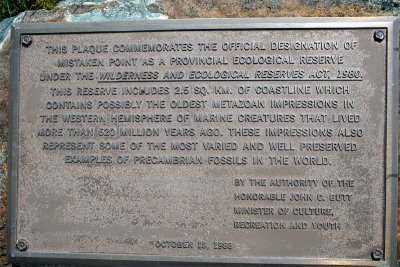 THIS PLAQUE COMMEMORATES THE OFFICIAL DESIGNATION OF
MISTAKEN POINT AS A PROVINCIAL ECOLOGICAL RESERVE
UNDER THE WILDERNESS AND ECOLOGICAL RESERVES ACT, 1980.
THIS RESERVE INCLUDES 2.5 SQ. KM. OF COASTLINE WHICH
CONTAINS POSSIBLY THE OLDEST METAZOAN IMPRESSIONS IN
THE WESTERN HEMISPHERE OF MARINE CREATURES THAT LIVED
MORE THAN 620 MILLION YEARS AGO. THESE IMPRESSIONS ALSO
REPRESENT SOME OF THE MOST VARIED AND WELL PRESERVED
EXAMPLES OF PRECAMBRIAN FOSSILS IN THE WORLD.
BY THE AUTHORITY OF THE
HONORABLE JOHN C. BUTT
MINISTER OF CULTURE,
RECREATION AND YOUTH
OCTOBER 18, 1988